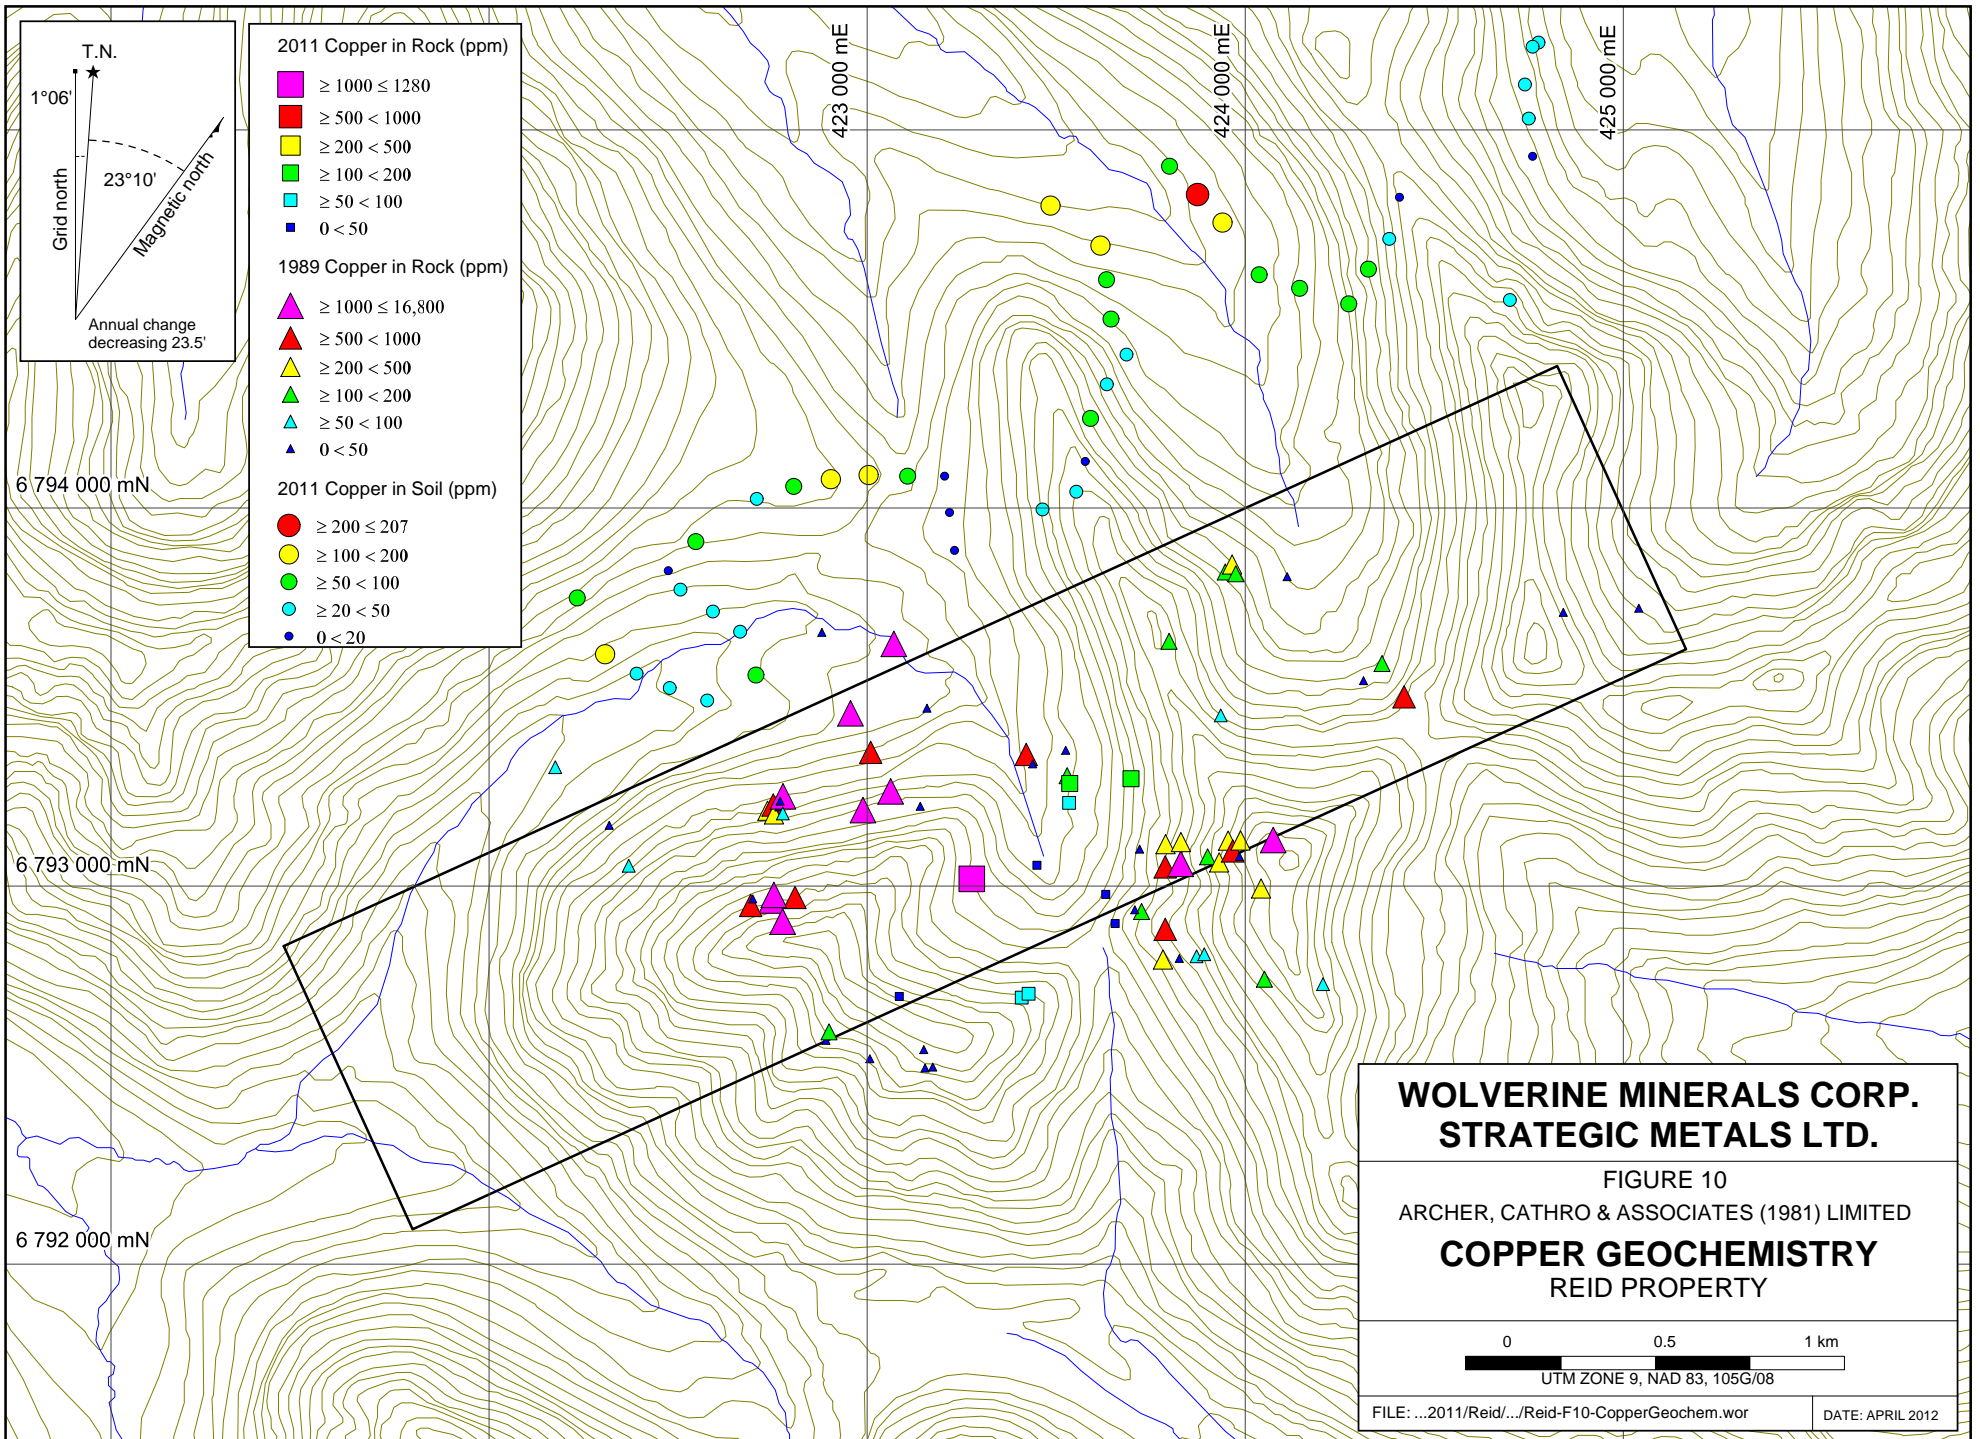 T.N.
1°06'
23°10'
Grid north
Magnetic north
Annual change
decreasing 23.5'
2011 Copper in Rock (ppm)
≥ 1000 ≤ 1280
≥ 500 < 1000
≥ 200 < 500
≥ 100 < 200
≥ 50 < 100
0 < 50
1989 Copper in Rock (ppm)
≥ 1000 ≤ 16,800
≥ 500 < 1000
≥ 200 < 500
≥ 100 < 200
≥ 50 < 100
0 < 50
2011 Copper in Soil (ppm)
≥ 200 ≤ 207
≥ 100 < 200
≥ 50 < 100
≥ 20 < 50
0 < 20
423 000 mE
424 000 mE
425 000 mE
6 794 000 mN
6 793 000 mN
6 792 000 mN
WOLVERINE MINERALS CORP.
STRATEGIC METALS LTD.
FIGURE 10
ARCHER, CATHRO & ASSOCIATES (1981) LIMITED
COPPER GEOCHEMISTRY
REID PROPERTY
0 0.5 1 km
UTM ZONE 9, NAD 83, 105G/08
FILE: ...2011/Reid/.../Reid-F10-CopperGeochem.wor
DATE: APRIL 2012